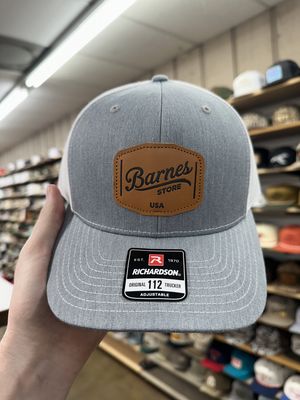 Barnes
STORE
USA
EST. R 1970
RICHARDSON
ORIGINAL 112 TRUCKER
ADJUSTABLE